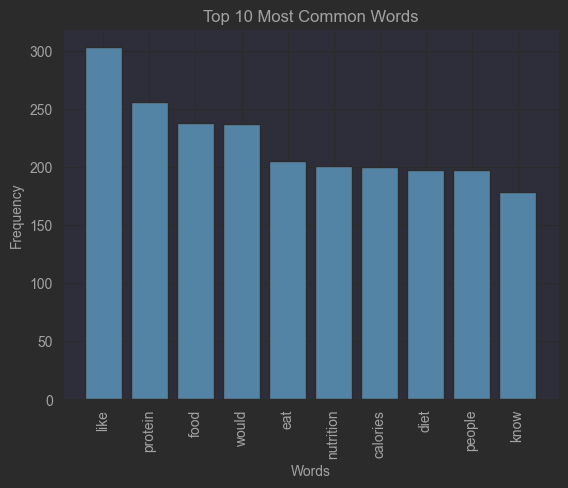 Top 10 Most Common Words
Frequency
300
250
200
150
100
50
0
like
protein
food
would
eat
nutrition
calories
diet
people
know
Words